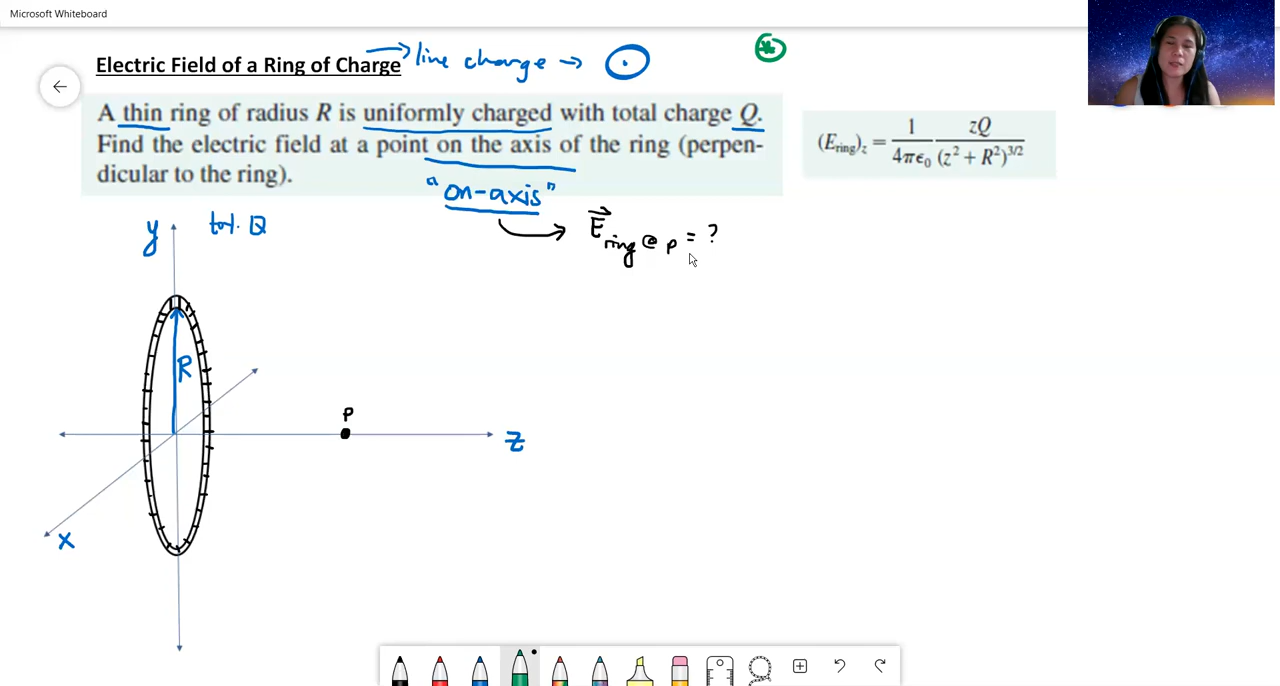 Microsoft Whiteboard
Electric Field of a Ring of Charge → line charge →
A thin ring of radius R is uniformly charged with total charge Q.
Find the electric field at a point on the axis of the ring (perpen-
dicular to the ring).
(E_ring)_z = 1/4πϵ₀ zQ/(z² + R²)^3/2
"on-axis"
E⃗ ring @ P = ?
y
tot. Q
R
P
z
x